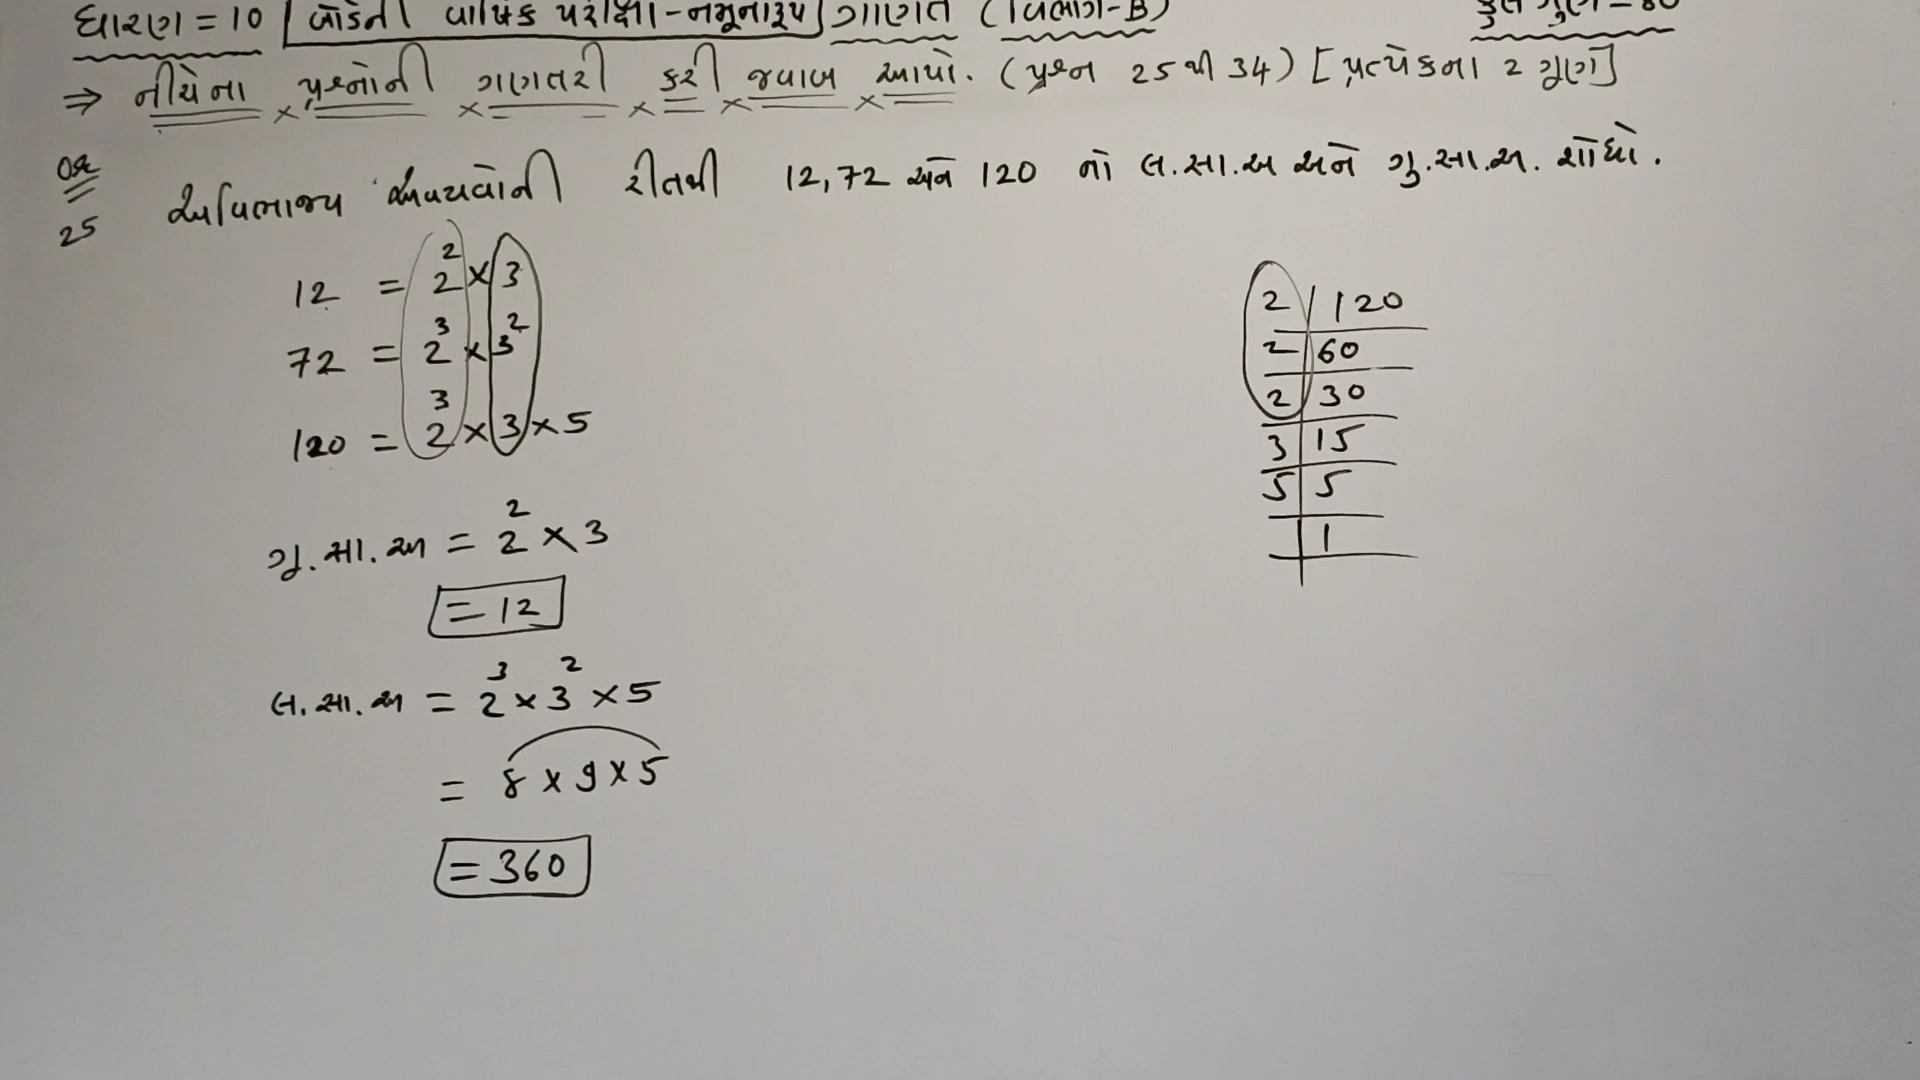 ધોરણ = 10 બોર્ડની વાર્ષિક પરીક્ષા - નમૂનારૂપ ગણિત (વિભાગ-B) કુલ ગુણ = 80
⇒ નીચેના પ્રશ્નોની ગણતરી કરી જવાબ આપો. (પ્રશ્ન 25 થી 34) [પ્રત્યેકના 2 ગુણ]
25 અવિભાજ્ય અવયવોની રીતથી 12, 72 અને 120 નો લ.સા.અ અને ગુ.સા.અ. શોધો.
12 = 2² × 3
72 = 2³ × 3²
120 = 2³ × 3 × 5
ગુ.સા.અ = 2² × 3
= 12
લ.સા.અ = 2³ × 3² × 5
= 8 × 9 × 5
= 360
2 | 120
2 | 60
2 | 30
3 | 15
5 | 5
| 1